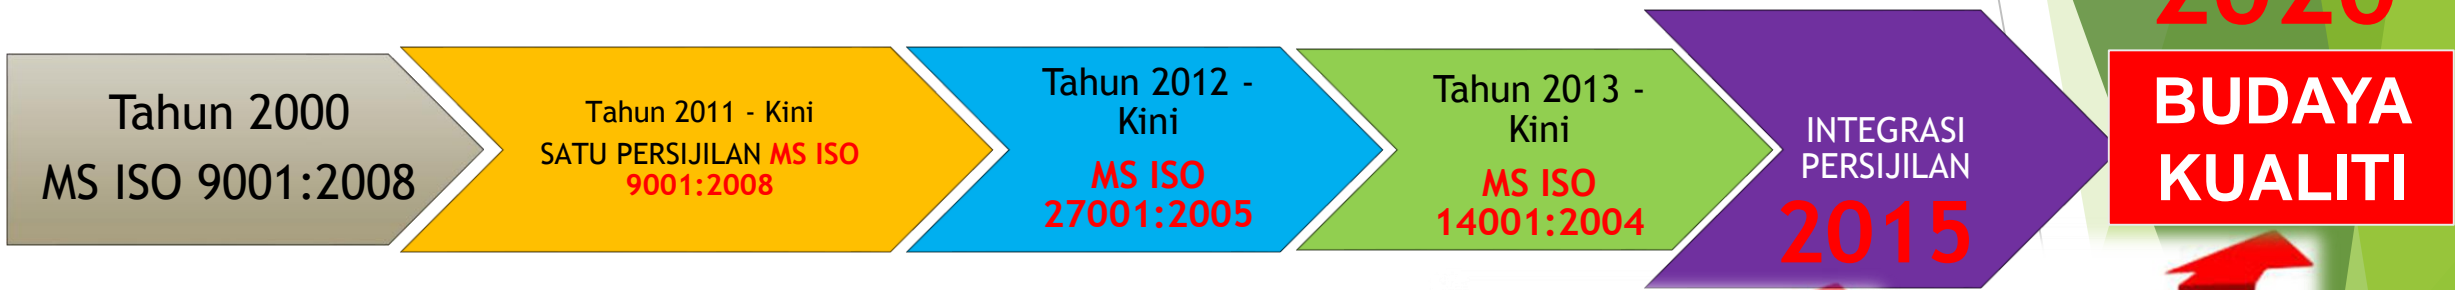 Tahun 2000
MS ISO 9001:2008
Tahun 2011 - Kini
SATU PERSIJILAN MS ISO
9001:2008
Tahun 2012 -
Kini
MS ISO
27001:2005
Tahun 2013 -
Kini
MS ISO
14001:2004
INTEGRASI
PERSIJILAN
2015
2020
BUDAYA
KUALITI